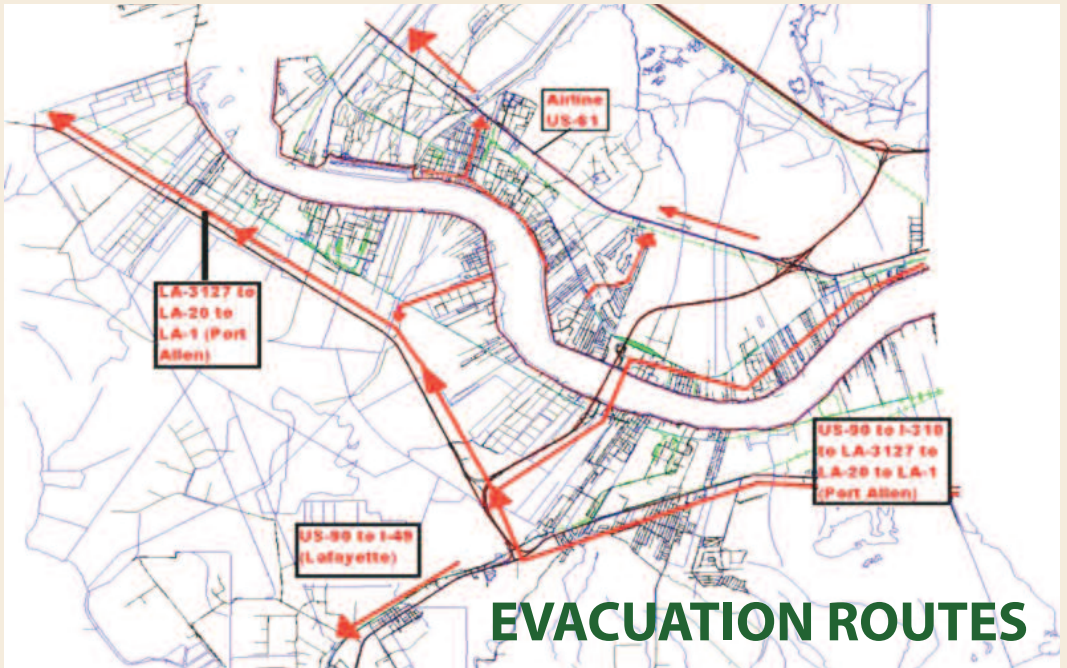 Airline
US-61
LA-3127 to
LA-20 to
LA-1 (Port
Allen)
US-90 to I-310
to LA-3127 to
LA-20 to LA-1
(Port Allen)
US-90 to I-49
(Lafayette)
EVACUATION ROUTES